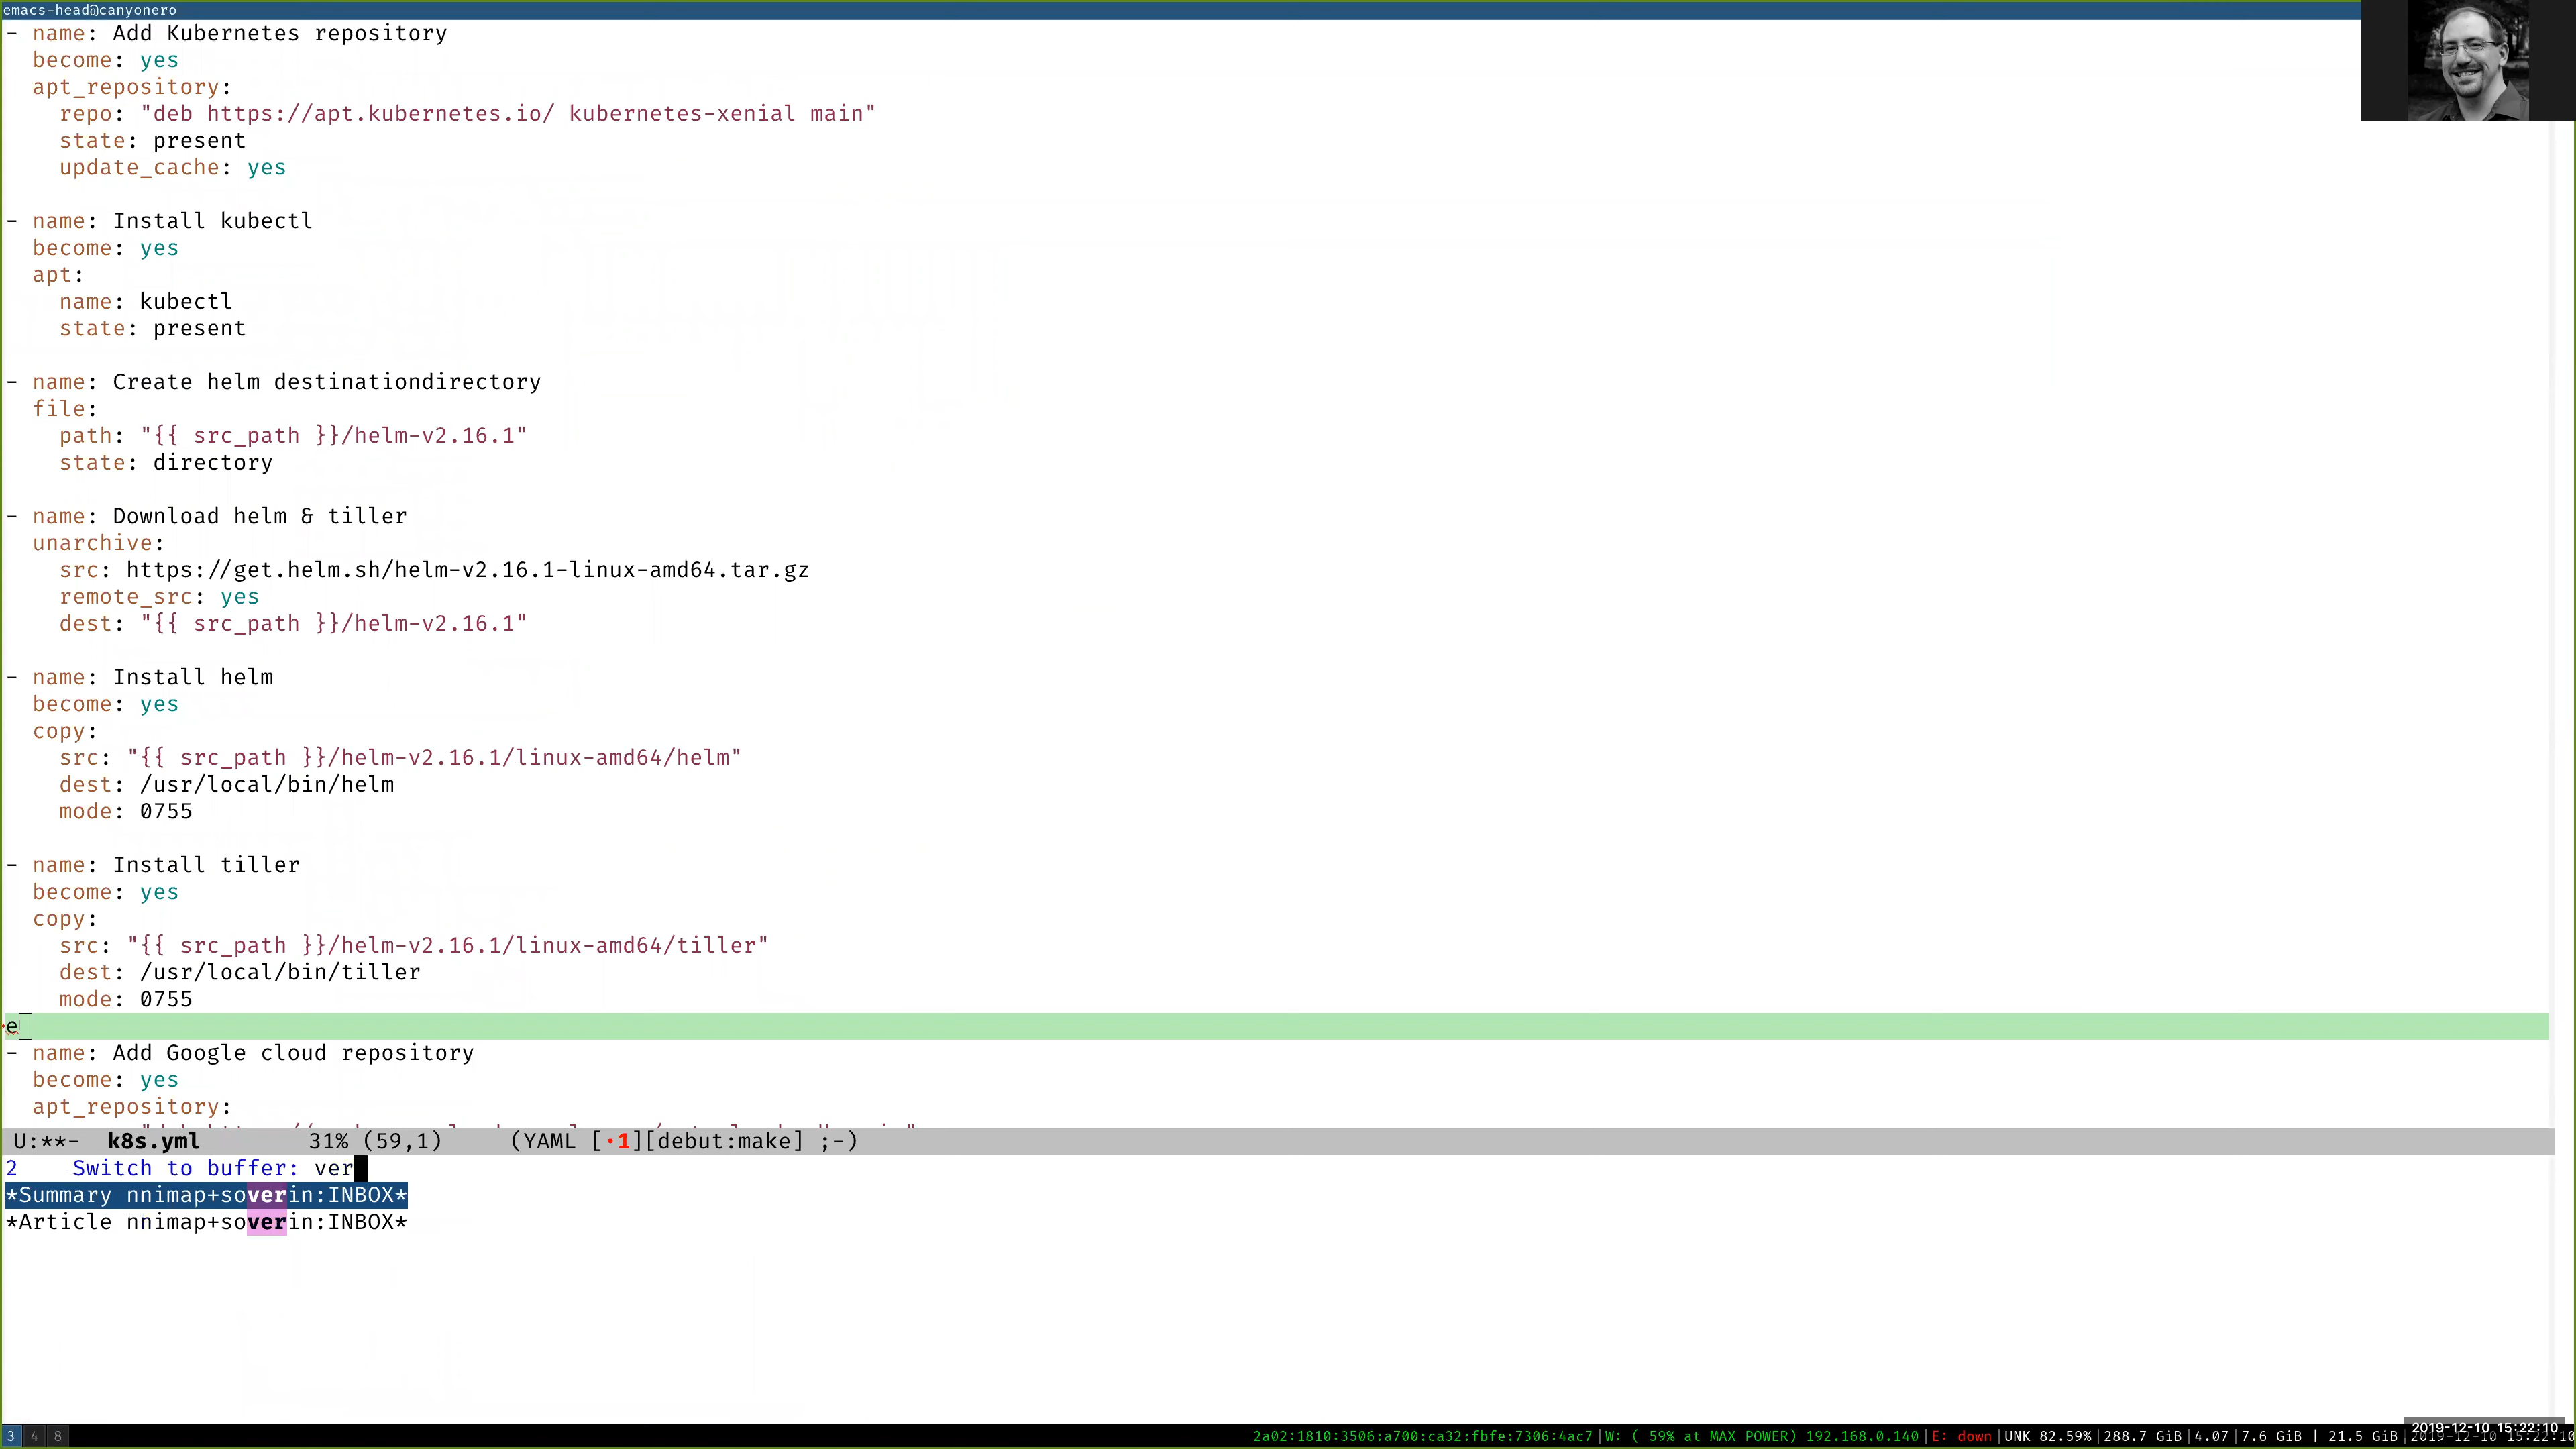 emacs-head@canyonero
- name: Add Kubernetes repository
  become: yes
  apt_repository:
    repo: "deb https://apt.kubernetes.io/ kubernetes-xenial main"
    state: present
    update_cache: yes

- name: Install kubectl
  become: yes
  apt:
    name: kubectl
    state: present

- name: Create helm destinationdirectory
  file:
    path: "{{ src_path }}/helm-v2.16.1"
    state: directory

- name: Download helm & tiller
  unarchive:
    src: https://get.helm.sh/helm-v2.16.1-linux-amd64.tar.gz
    remote_src: yes
    dest: "{{ src_path }}/helm-v2.16.1"

- name: Install helm
  become: yes
  copy:
    src: "{{ src_path }}/helm-v2.16.1/linux-amd64/helm"
    dest: /usr/local/bin/helm
    mode: 0755

- name: Install tiller
  become: yes
  copy:
    src: "{{ src_path }}/helm-v2.16.1/linux-amd64/tiller"
    dest: /usr/local/bin/tiller
    mode: 0755
e
- name: Add Google cloud repository
  become: yes
  apt_repository:
U:**-  k8s.yml        31% (59,1)     (YAML [·1][debut:make] ;-)
2    Switch to buffer: ver
*Summary nnimap+soverin:INBOX*
*Article nnimap+soverin:INBOX*
3 4 8 2a02:1810:3506:a700:ca32:fbfe:7306:4ac7|W: ( 59% at MAX POWER) 192.168.0.140|E: down|UNK 82.59%|288.7 GiB|4.07|7.6 GiB | 21.5 GiB|2019-12-10 15:22:10
2019-12-10 15:22:10